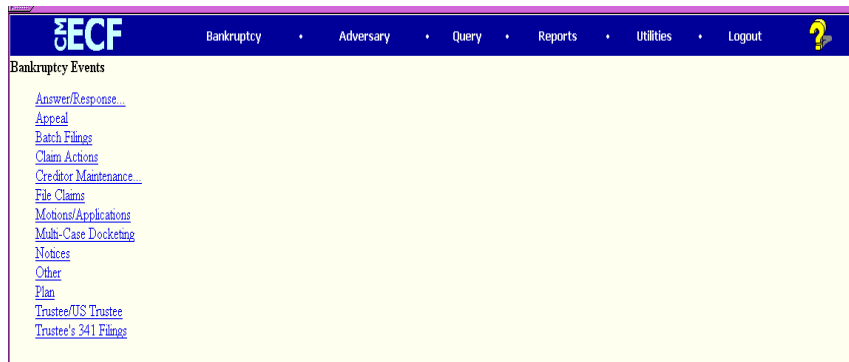 CM ECF Bankruptcy • Adversary • Query • Reports • Utilities • Logout ?
Bankruptcy Events
Answer/Response...
Appeal
Batch Filings
Claim Actions
Creditor Maintenance...
File Claims
Motions/Applications
Multi-Case Docketing
Notices
Other
Plan
Trustee/US Trustee
Trustee's 341 Filings